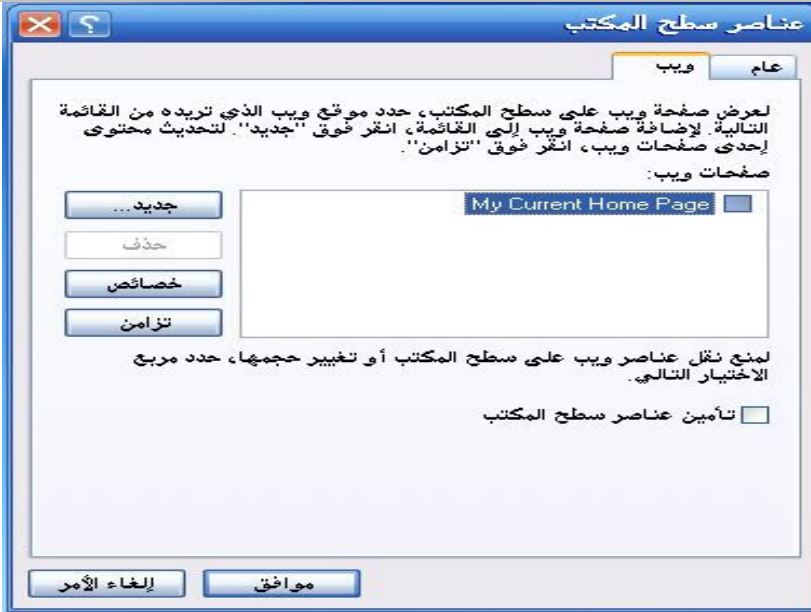 عناصر سطح المكتب
عام
ويب
لعرض صفحة ويب على سطح المكتب، حدد موقع ويب الذي تريده من القائمة
التالية. لإضافة صفحة ويب إلى القائمة، انقر فوق "جديد". لتحديث محتوى
إحدى صفحات ويب، انقر فوق "تزامن".
صفحات ويب:
My Current Home Page
جديد...
حذف
خصائص
تزامن
لمنع نقل عناصر ويب على سطح المكتب أو تغيير حجمها، حدد مربع
الاختيار التالي.
تأمين عناصر سطح المكتب
موافق
إلغاء الأمر